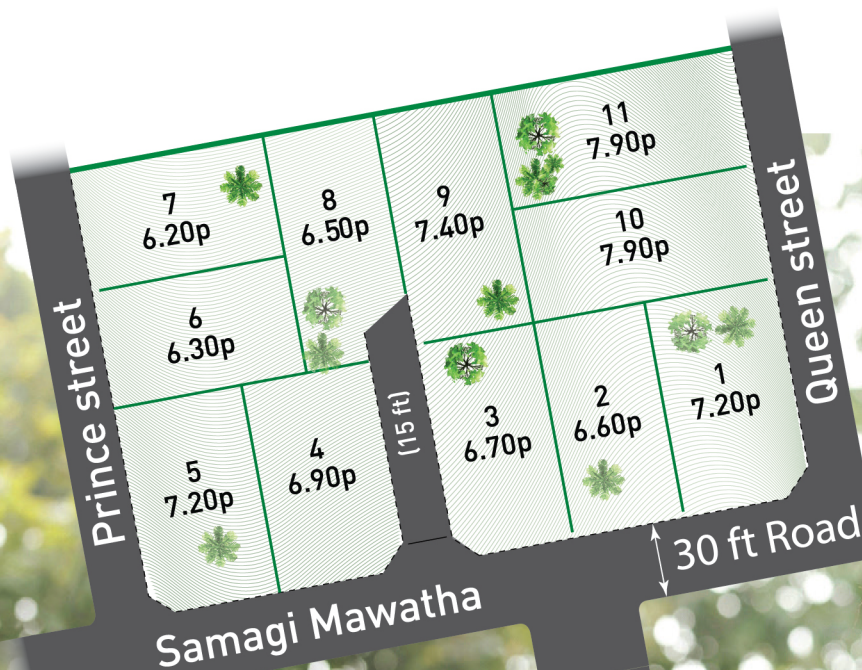 7
6.20p
8
6.50p
9
7.40p
11
7.90p
10
7.90p
6
6.30p
5
7.20p
4
6.90p
3
6.70p
2
6.60p
1
7.20p
(15 ft)
Prince street
Queen street
30 ft Road
Samagi Mawatha